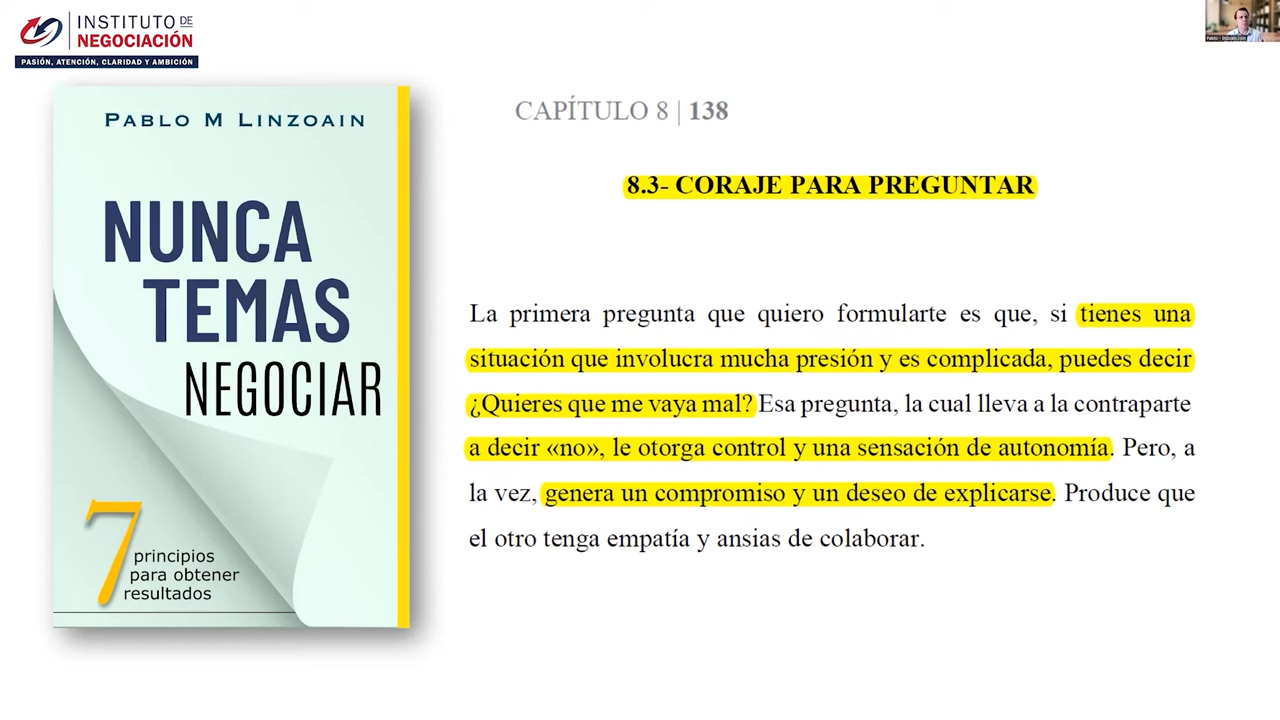 INSTITUTO DE
NEGOCIACIÓN
PASIÓN, ATENCIÓN, CLARIDAD Y AMBICIÓN
PABLO M LINZOAIN
NUNCA
TEMAS
NEGOCIAR
7 principios
para obtener
resultados
CAPÍTULO 8 | 138
8.3- CORAJE PARA PREGUNTAR
La primera pregunta que quiero formularte es que, si tienes una
situación que involucra mucha presión y es complicada, puedes decir
¿Quieres que me vaya mal? Esa pregunta, la cual lleva a la contraparte
a decir «no», le otorga control y una sensación de autonomía. Pero, a
la vez, genera un compromiso y un deseo de explicarse. Produce que
el otro tenga empatía y ansias de colaborar.